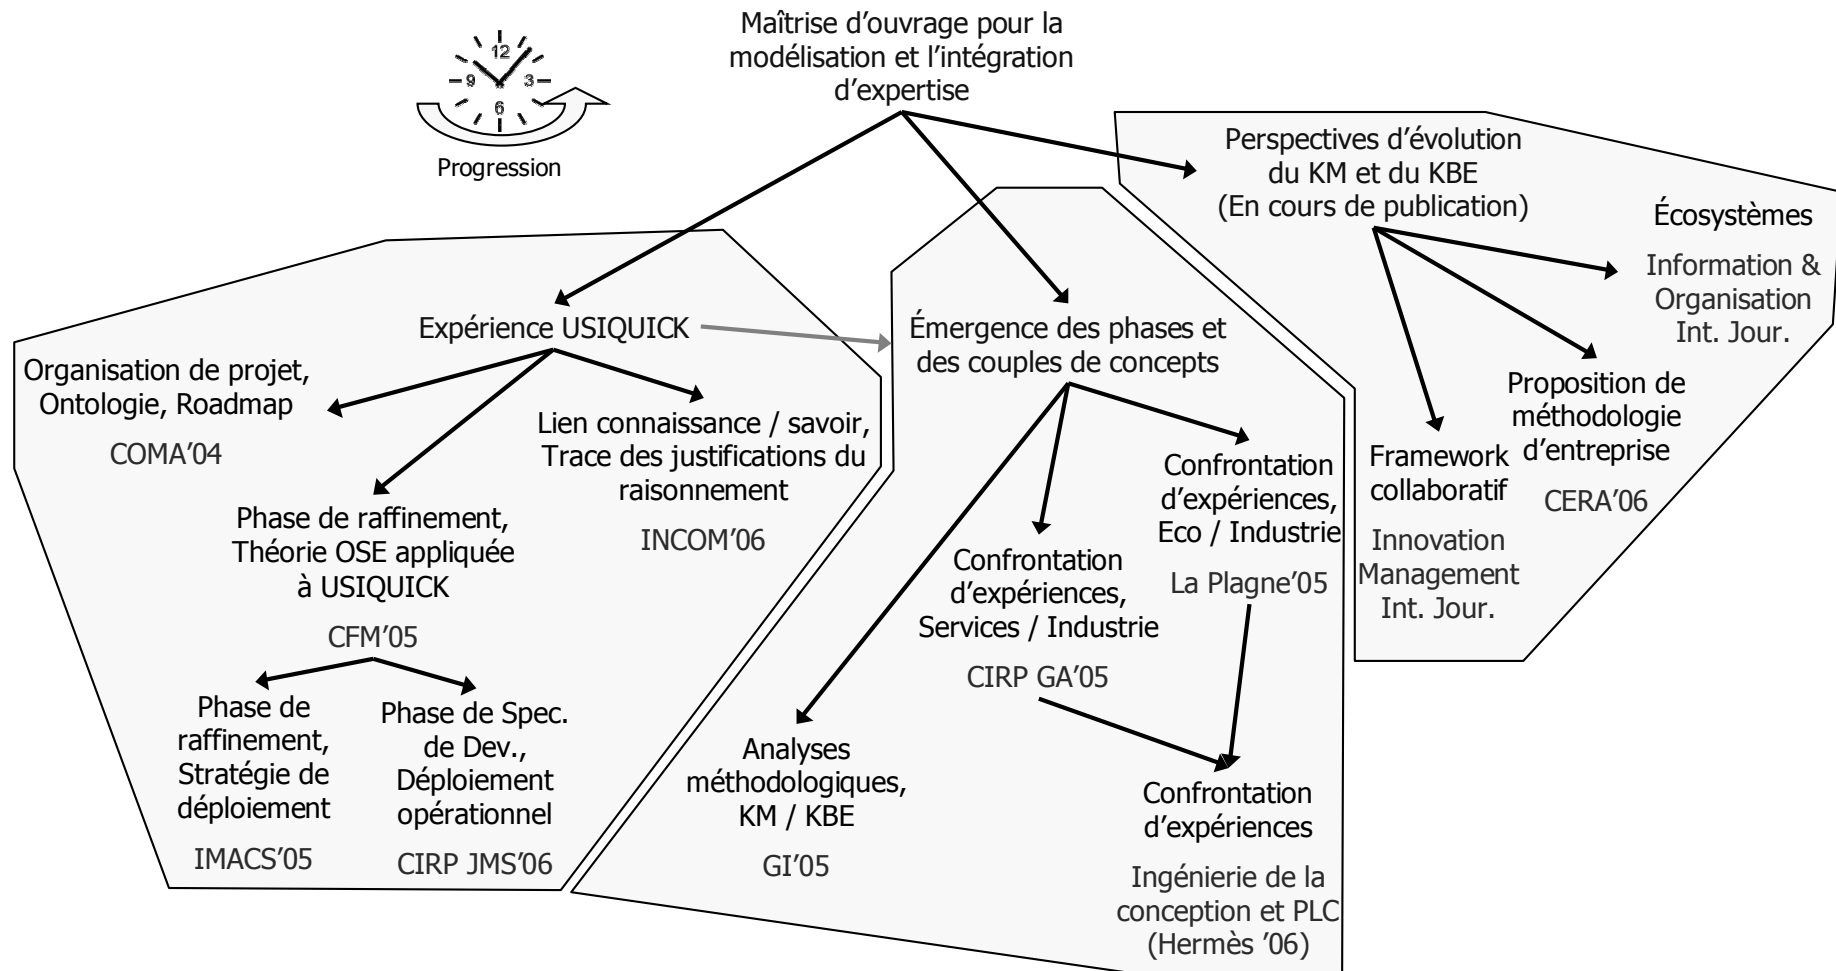 Maîtrise d’ouvrage pour la
modélisation et l’intégration
d’expertise
12
9
3
6
Progression
Perspectives d’évolution
du KM et du KBE
(En cours de publication)
Écosystèmes
Information &
Organisation
Int. Jour.
Proposition de
méthodologie
d’entreprise
CERA’06
Framework
collaboratif
Innovation
Management
Int. Jour.
Expérience USIQUICK
Organisation de projet,
Ontologie, Roadmap
COMA’04
Lien connaissance / savoir,
Trace des justifications du
raisonnement
INCOM’06
Phase de raffinement,
Théorie OSE appliquée
à USIQUICK
CFM’05
Phase de
raffinement,
Stratégie de
déploiement
IMACS’05
Phase de Spec.
de Dev.,
Déploiement
opérationnel
CIRP JMS’06
Émergence des phases et
des couples de concepts
Confrontation
d’expériences,
Eco / Industrie
La Plagne’05
Confrontation
d’expériences,
Services / Industrie
CIRP GA’05
Analyses
méthodologiques,
KM / KBE
GI’05
Confrontation
d’expériences
Ingénierie de la
conception et PLC
(Hermès ’06)